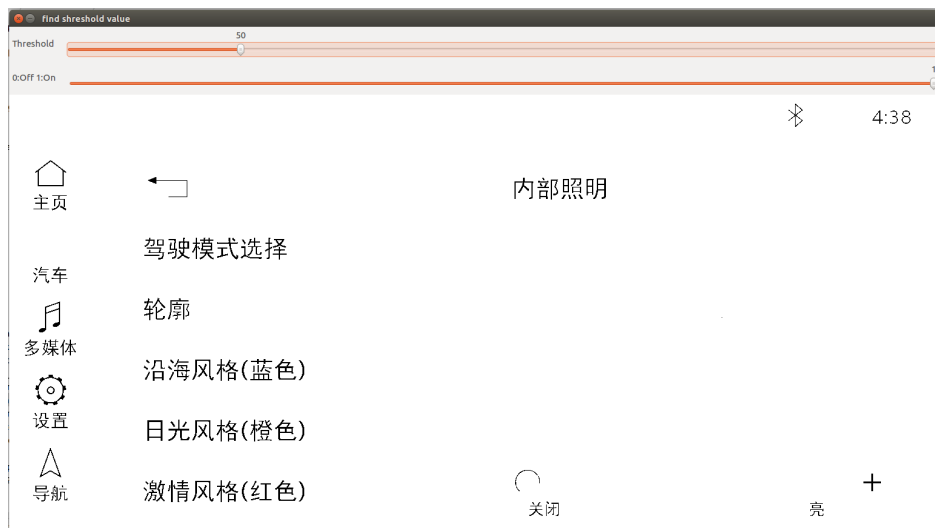 find shreshold value
Threshold
50
0:Off 1:On
1
4:38
主页
内部照明
驾驶模式选择
汽车
轮廓
多媒体
沿海风格(蓝色)
设置
日光风格(橙色)
导航
激情风格(红色)
关闭
亮